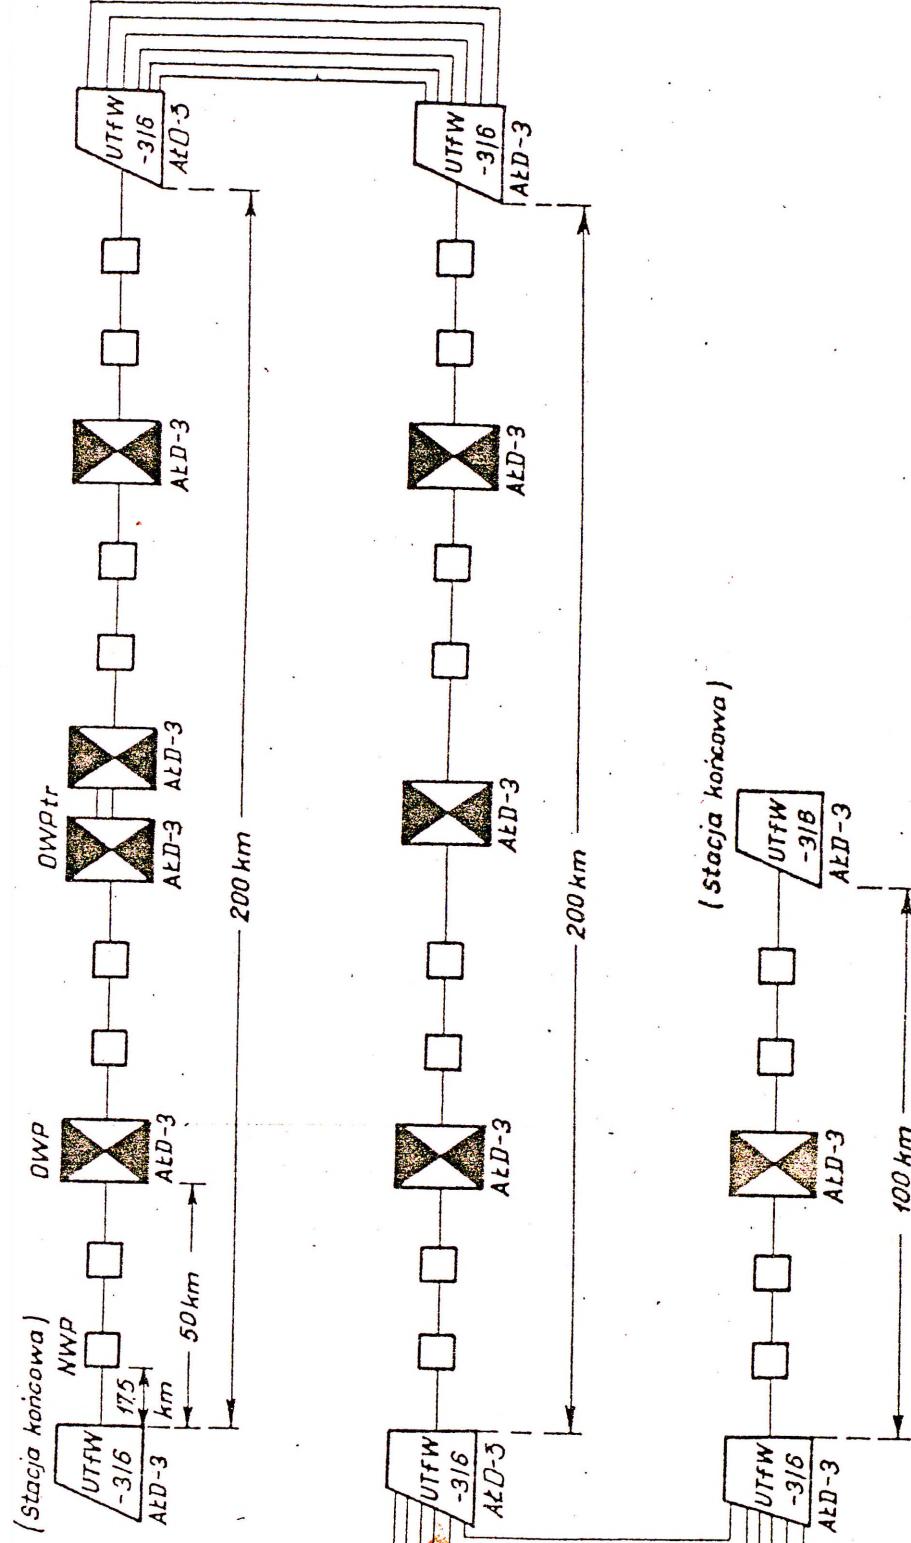 (Stacja końcowa)
NWP
OWP
OWPtr
UTfW
-3/6
AŁD-3
17,5
km
50 km
AŁD-3
AŁD-3
AŁD-3
AŁD-3
UTfW
-3/6
AŁD-3
200 km
UTfW
-3/6
AŁD-3
AŁD-3
AŁD-3
AŁD-3
UTfW
-3/6
AŁD-3
200 km
(Stacja końcowa)
UTfW
-3/6
AŁD-3
AŁD-3
UTfW
-3/8
AŁD-3
100 km